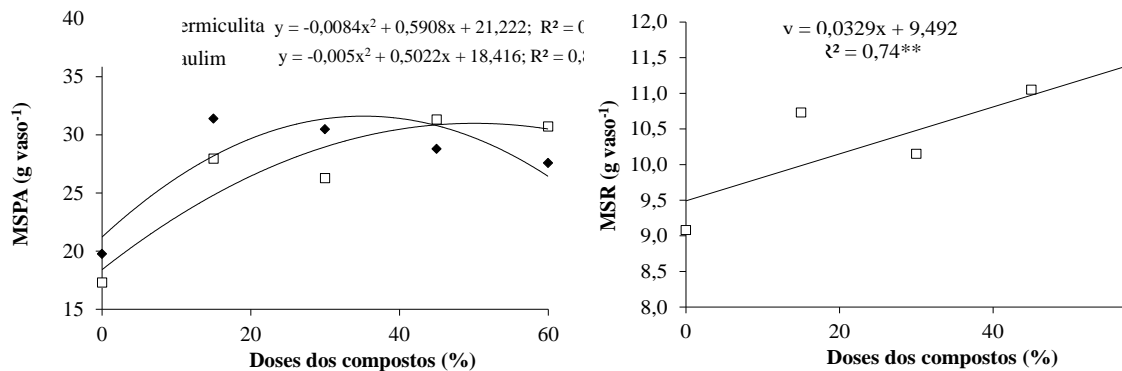 ermiculita y = -0,0084x² + 0,5908x + 21,222; R² = 0
aulim y = -0,005x² + 0,5022x + 18,416; R² = 0,8
40
35
30
25
20
15
0
20
40
60
MSPA (g vaso⁻¹)
Doses dos compostos (%)
y = 0,0329x + 9,492
R² = 0,74**
12,0
11,5
11,0
10,5
10,0
9,5
9,0
8,5
8,0
0
20
40
MSR (g vaso⁻¹)
Doses dos compostos (%)